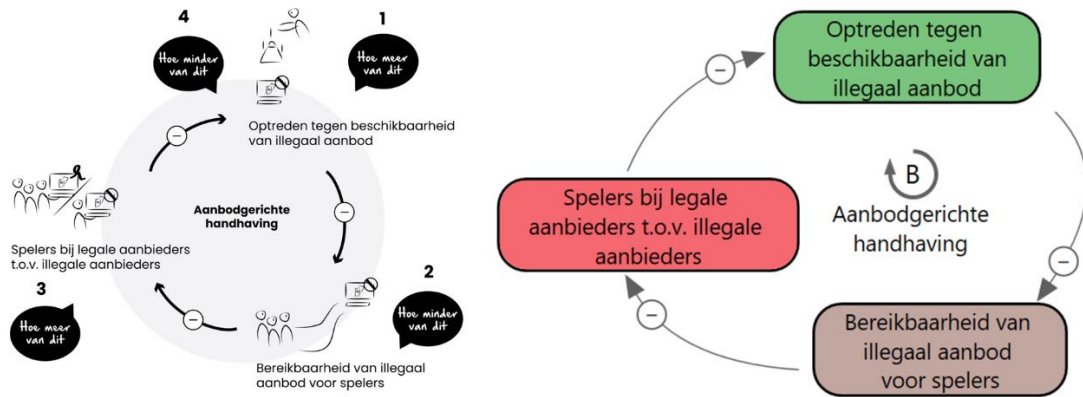 4
1
Hoe minder
van dit
Hoe meer
van dit
Optreden tegen beschikbaarheid
van illegaal aanbod
–
–
Aanbodgerichte
handhaving
Spelers bij legale aanbieders
t.o.v. illegale aanbieders
3
2
–
Hoe meer
van dit
Hoe minder
van dit
Bereikbaarheid van illegaal
aanbod voor spelers
Optreden tegen
beschikbaarheid van
illegaal aanbod
–
B
Aanbodgerichte
handhaving
Spelers bij legale
aanbieders t.o.v. illegale
aanbieders
–
–
Bereikbaarheid van
illegaal aanbod
voor spelers